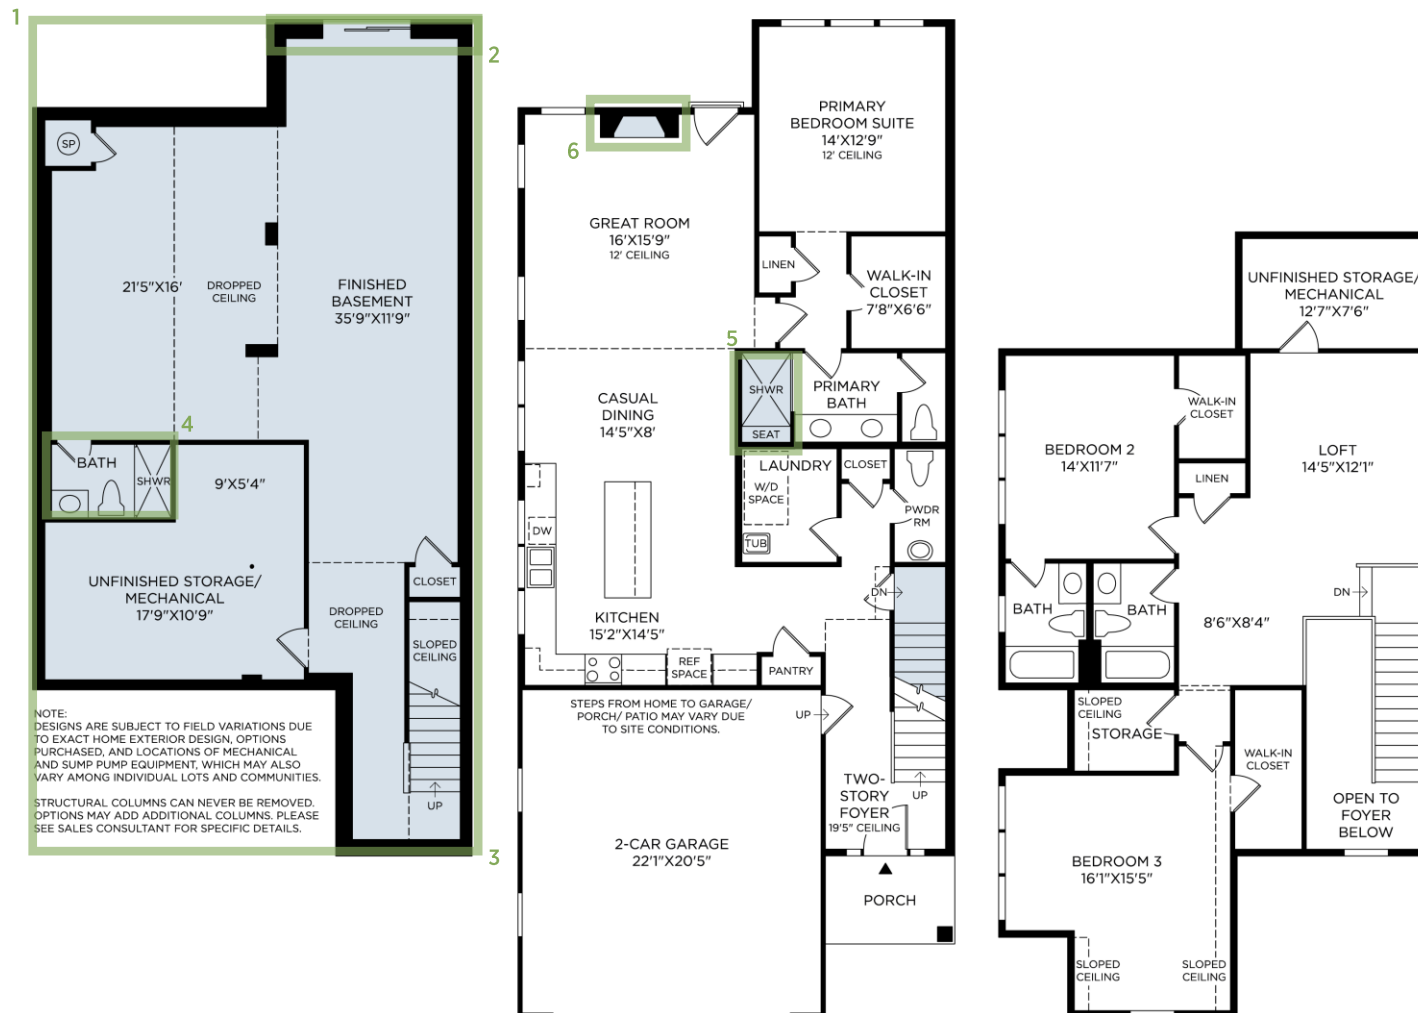 1
2
SP
21'5"X16'
DROPPED
CEILING
FINISHED
BASEMENT
35'9"X11'9"
4
BATH
SHWR
9'X5'4"
UNFINISHED STORAGE/
MECHANICAL
17'9"X10'9"
DROPPED
CEILING
CLOSET
SLOPED
CEILING
UP
NOTE:
DESIGNS ARE SUBJECT TO FIELD VARIATIONS DUE
TO EXACT HOME EXTERIOR DESIGN, OPTIONS
PURCHASED, AND LOCATIONS OF MECHANICAL
AND SUMP PUMP EQUIPMENT, WHICH MAY ALSO
VARY AMONG INDIVIDUAL LOTS AND COMMUNITIES.
STRUCTURAL COLUMNS CAN NEVER BE REMOVED.
OPTIONS MAY ADD ADDITIONAL COLUMNS. PLEASE
SEE SALES CONSULTANT FOR SPECIFIC DETAILS.
3
6
PRIMARY
BEDROOM SUITE
14'X12'9"
12' CEILING
GREAT ROOM
16'X15'9"
12' CEILING
LINEN
WALK-IN
CLOSET
7'8"X6'6"
5
SHWR
SEAT
PRIMARY
BATH
CASUAL
DINING
14'5"X8'
LAUNDRY
W/D
SPACE
TUB
CLOSET
PWDR
RM
DW
KITCHEN
15'2"X14'5"
REF
SPACE
PANTRY
DN
UP
STEPS FROM HOME TO GARAGE/
PORCH/ PATIO MAY VARY DUE
TO SITE CONDITIONS.
TWO-
STORY
FOYER
19'5" CEILING
UP
2-CAR GARAGE
22'1"X20'5"
PORCH
UNFINISHED STORAGE/
MECHANICAL
12'7"X7'6"
WALK-IN
CLOSET
BEDROOM 2
14'X11'7"
LOFT
14'5"X12'1"
LINEN
BATH
BATH
8'6"X8'4"
DN
SLOPED
CEILING
STORAGE
WALK-IN
CLOSET
OPEN TO
FOYER
BELOW
BEDROOM 3
16'1"X15'5"
SLOPED
CEILING
SLOPED
CEILING